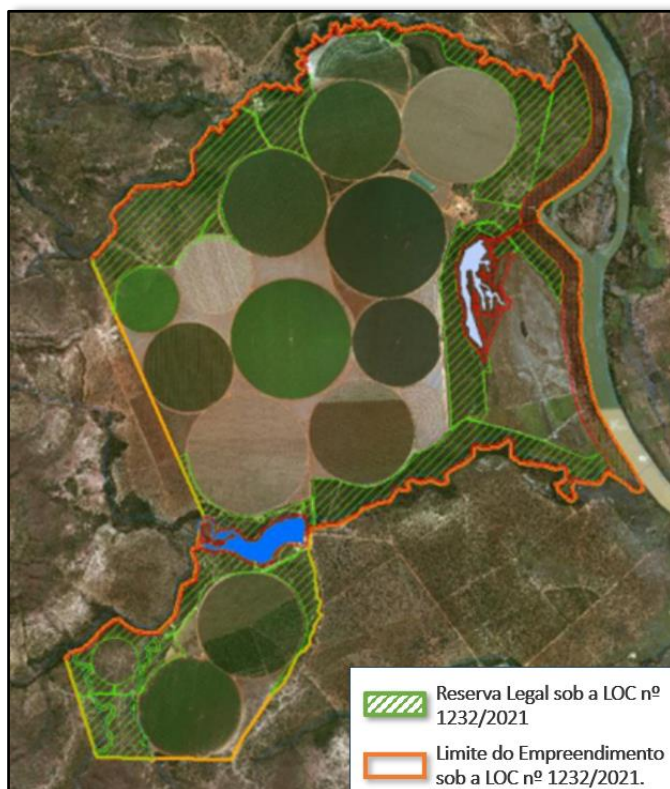 Reserva Legal sob a LOC nº
1232/2021
Limite do Empreendimento
sob a LOC nº 1232/2021.